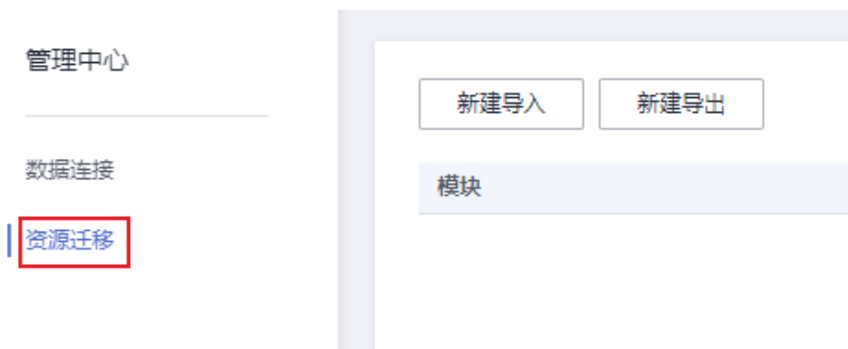 管理中心
数据连接
资源迁移
新建导入 新建导出
模块